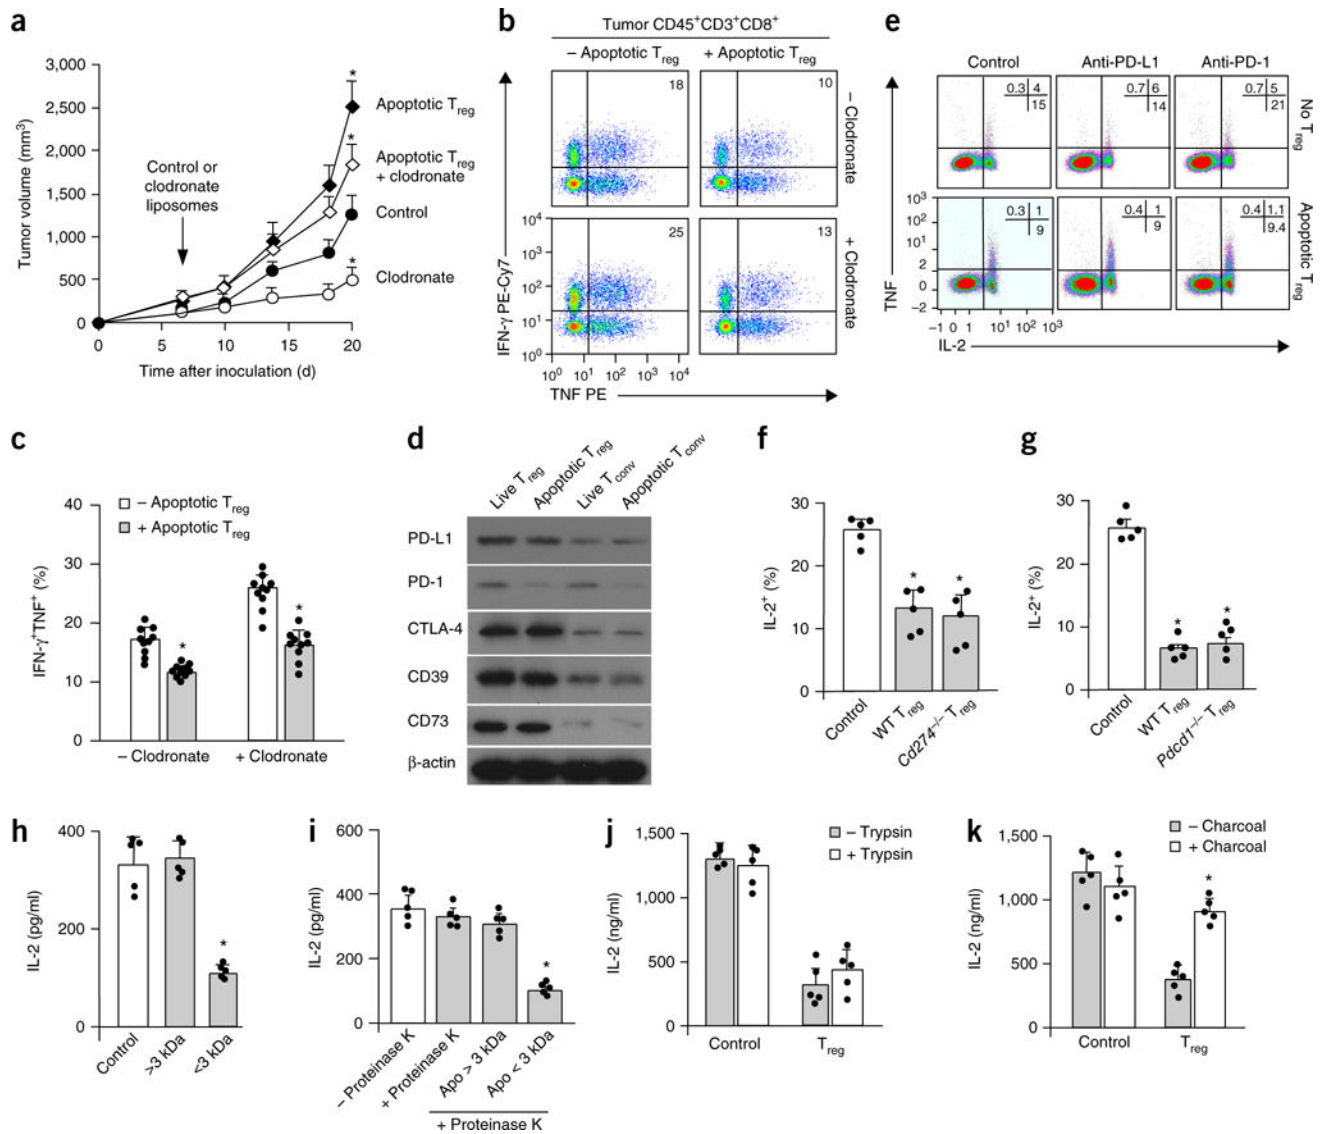 a
3,000
2,500
2,000
1,500
1,000
500
0
Tumor volume (mm³)
Control or
clodronate
liposomes
*
Apoptotic Treg
*
Apoptotic Treg
+ clodronate
Control
*
Clodronate
0 5 10 15 20
Time after inoculation (d)
b
Tumor CD45⁺CD3⁺CD8⁺
– Apoptotic Treg + Apoptotic Treg
18 10
– Clodronate
25 13
+ Clodronate
10⁴
10³
10²
10¹
10⁰
IFN-γ PE-Cy7
10⁰ 10¹ 10² 10³ 10⁴
TNF PE
e
Control Anti-PD-L1 Anti-PD-1
0.3 4
15
0.7 6
14
0.7 5
21
No Treg
0.3 1
9
0.4 1
9
0.4 1.1
9.4
Apoptotic Treg
10³
10²
10¹
2
0
–2
TNF
–1 0 1 10 10² 10³
IL-2
c
– Apoptotic Treg
+ Apoptotic Treg
40
30
20
10
0
IFN-γ⁺TNF⁺ (%)
* *
– Clodronate + Clodronate
d
Live Treg
Apoptotic Treg
Live Tconv
Apoptotic Tconv
PD-L1
PD-1
CTLA-4
CD39
CD73
β-actin
f
30
20
10
0
IL-2⁺ (%)
* *
Control
WT Treg
Cd274⁻/⁻ Treg
g
30
20
10
0
IL-2⁺ (%)
* *
Control
WT Treg
Pdcd1⁻/⁻ Treg
h
400
200
0
IL-2 (pg/ml)
*
Control
>3 kDa
<3 kDa
i
600
400
200
0
IL-2 (pg/ml)
*
– Proteinase K
+ Proteinase K
Apo > 3 kDa
Apo < 3 kDa
+ Proteinase K
j
– Trypsin
+ Trypsin
1,500
1,000
500
0
IL-2 (ng/ml)
Control Treg
k
– Charcoal
+ Charcoal
1,500
1,000
500
0
IL-2 (ng/ml)
*
Control Treg